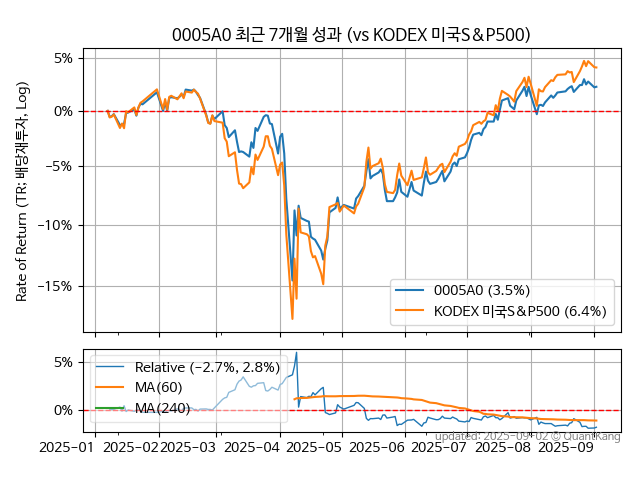 0005A0 최근 7개월 성과 (vs KODEX 미국S&P500)
Rate of Return (TR: 배당재투자, Log)
5%
0%
−5%
−10%
−15%
0005A0 (3.5%)
KODEX 미국S&P500 (6.4%)
5%
0%
Relative (−2.7%, 2.8%)
MA(60)
MA(240)
2025−01 2025−02 2025−03 2025−04 2025−05 2025−06 2025−07 2025−08 2025−09
updated: 2025−09−02 © QuantKang